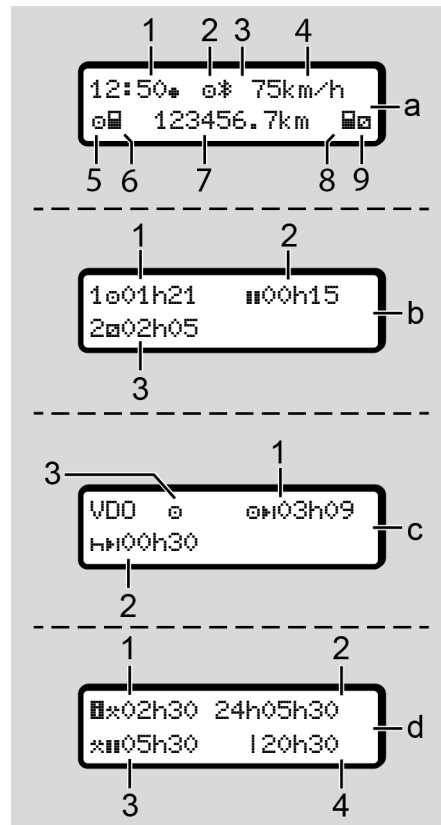 1 2 3 4
12:50 75km/h
123456.7km
a
5 6 7 8 9
1 2
1 01h21 00h15
2 02h05
b
3
3 1
VDO 03h09
00h30
c
2
1 2
02h30 24h05h30
05h30 120h30
d
3 4